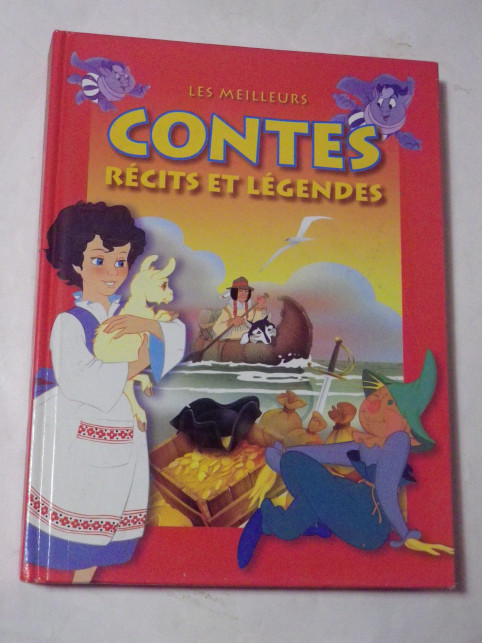 LES MEILLEURS
CONTES
RÉCITS ET LÉGENDES